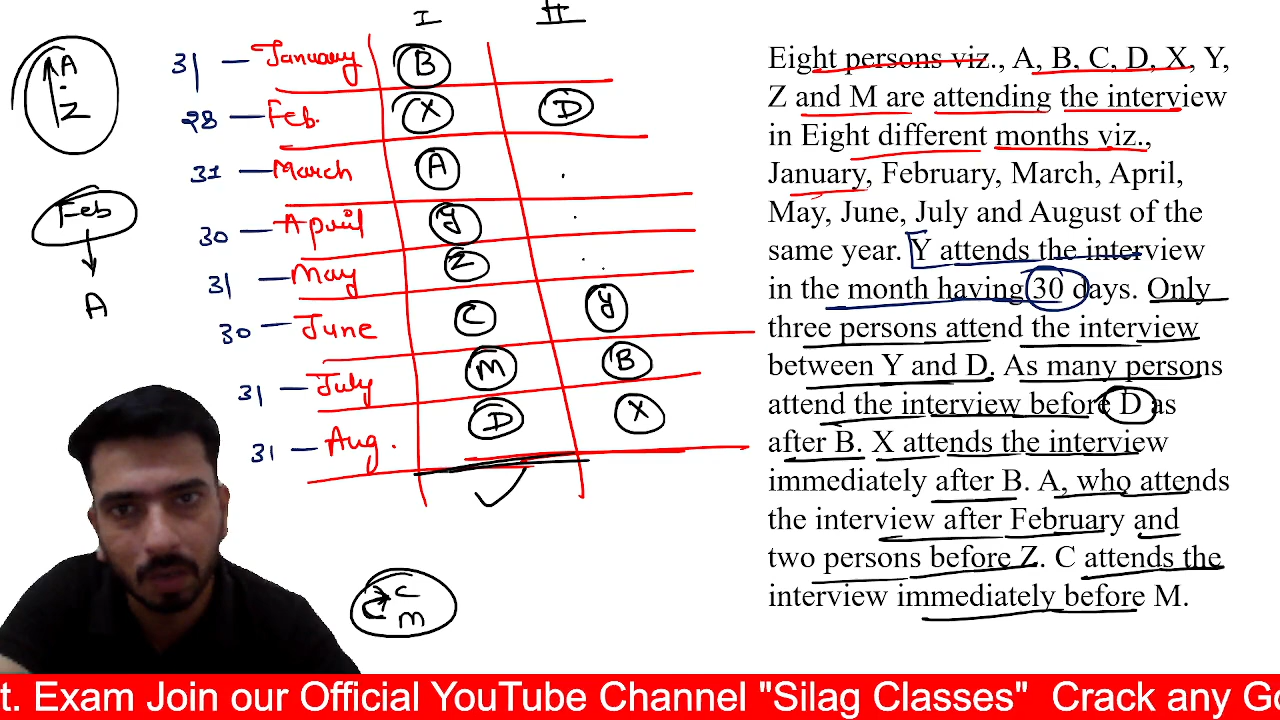 I II
A
Z
31 — January B
28 — Feb. X D
31 — March A
30 — April Y
31 — May Z
30 — June C Y
31 — July M B
31 — Aug. D X
Feb
A
C
M
Eight persons viz., A, B, C, D, X, Y,
Z and M are attending the interview
in Eight different months viz.,
January, February, March, April,
May, June, July and August of the
same year. Y attends the interview
in the month having 30 days. Only
three persons attend the interview
between Y and D. As many persons
attend the interview before D as
after B. X attends the interview
immediately after B. A, who attends
the interview after February and
two persons before Z. C attends the
interview immediately before M.
t. Exam Join our Official YouTube Channel "Silag Classes" Crack any Go